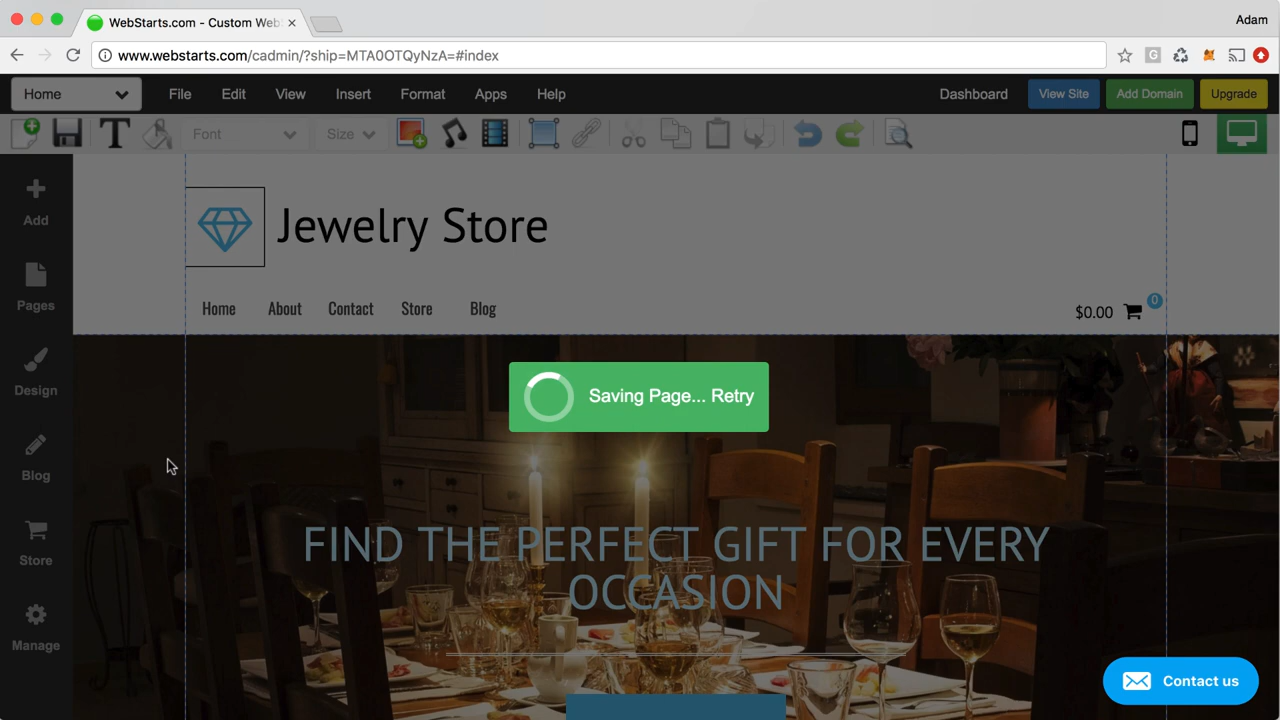 WebStarts.com - Custom Web
Adam
www.webstarts.com/cadmin/?ship=MTA0OTQyNzA=#index
Home File Edit View Insert Format Apps Help Dashboard View Site Add Domain Upgrade
Font Size
Add
Pages
Design
Blog
Store
Manage
Jewelry Store
Home About Contact Store Blog
$0.00 0
Saving Page... Retry
FIND THE PERFECT GIFT FOR EVERY
OCCASION
Contact us